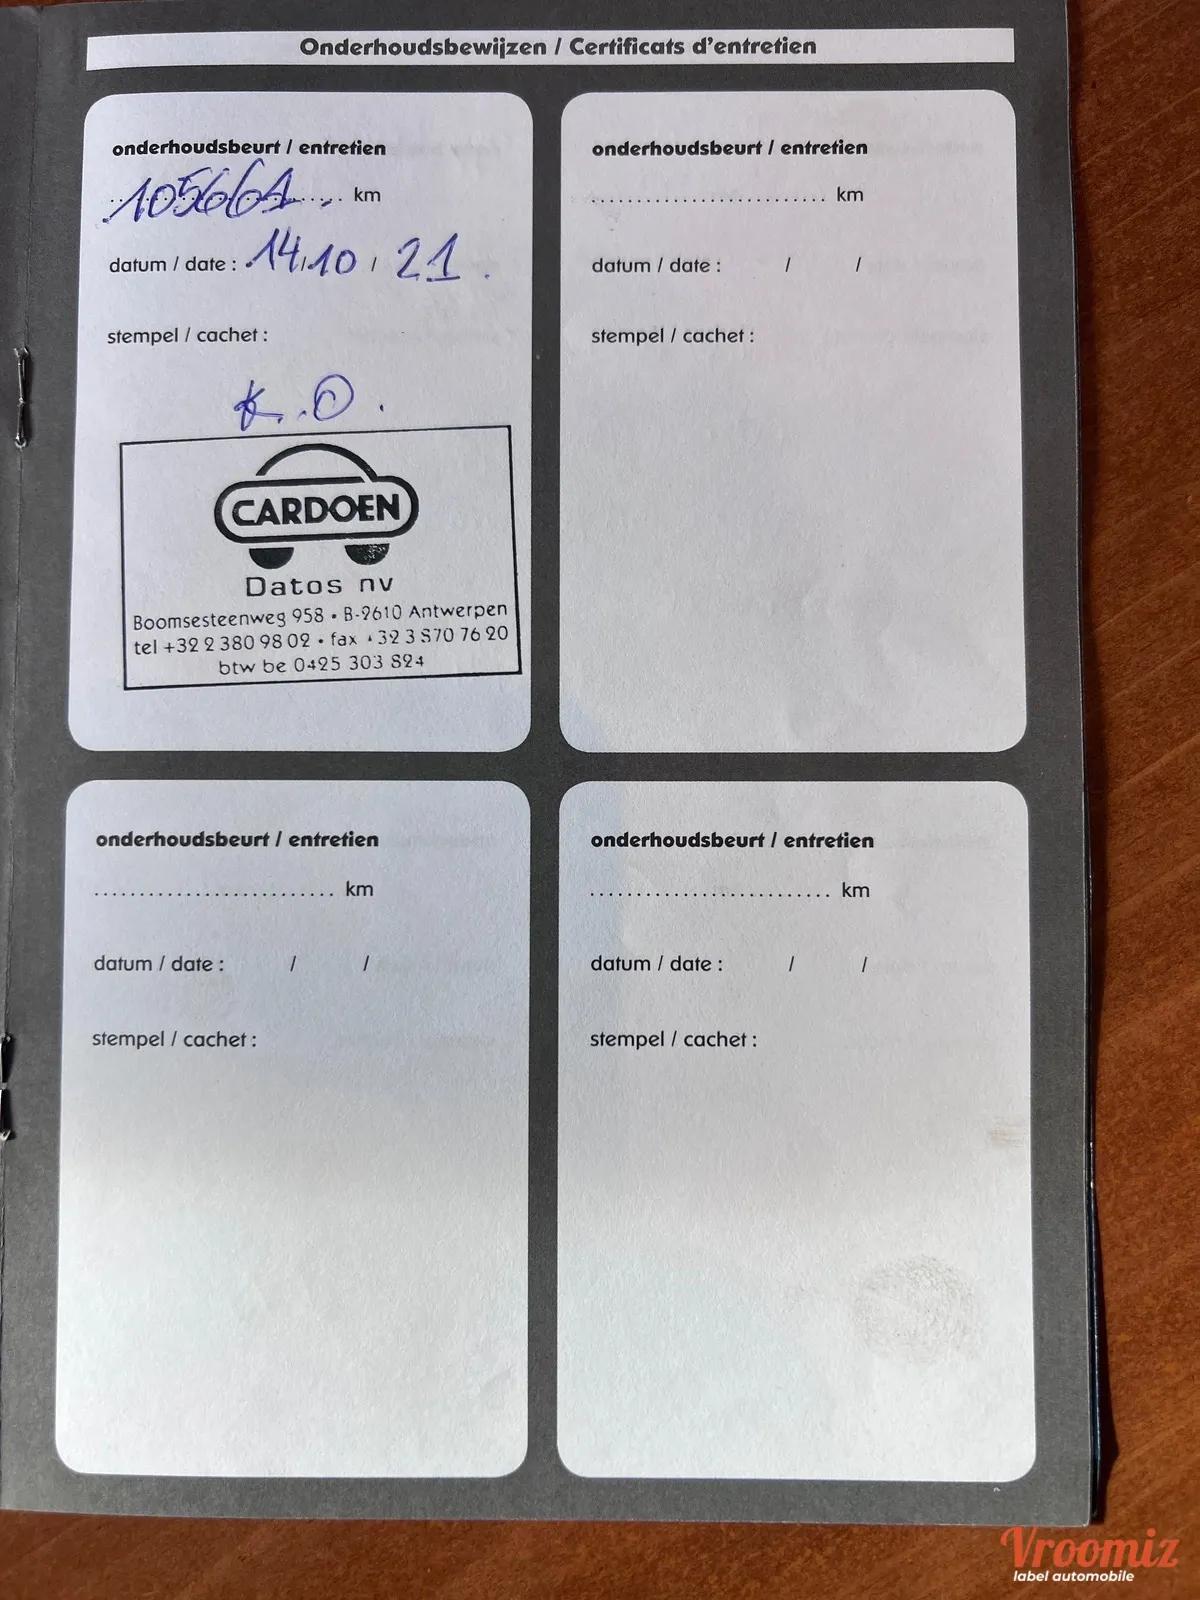 Onderhoudsbewijzen / Certificats d'entretien
onderhoudsbeurt / entretien
105661 km
datum / date : 14/10 / 21.
stempel / cachet :
K.O.
CARDOEN
Datos nv
Boomsesteenweg 958 • B-2610 Antwerpen
tel +32 2 380 98 02 • fax +32 3 870 76 20
btw be 0425 303 824
onderhoudsbeurt / entretien
.......................... km
datum / date : / /
stempel / cachet :
onderhoudsbeurt / entretien
.......................... km
datum / date : / /
stempel / cachet :
onderhoudsbeurt / entretien
.......................... km
datum / date : / /
stempel / cachet :
Vroomiz
label automobile